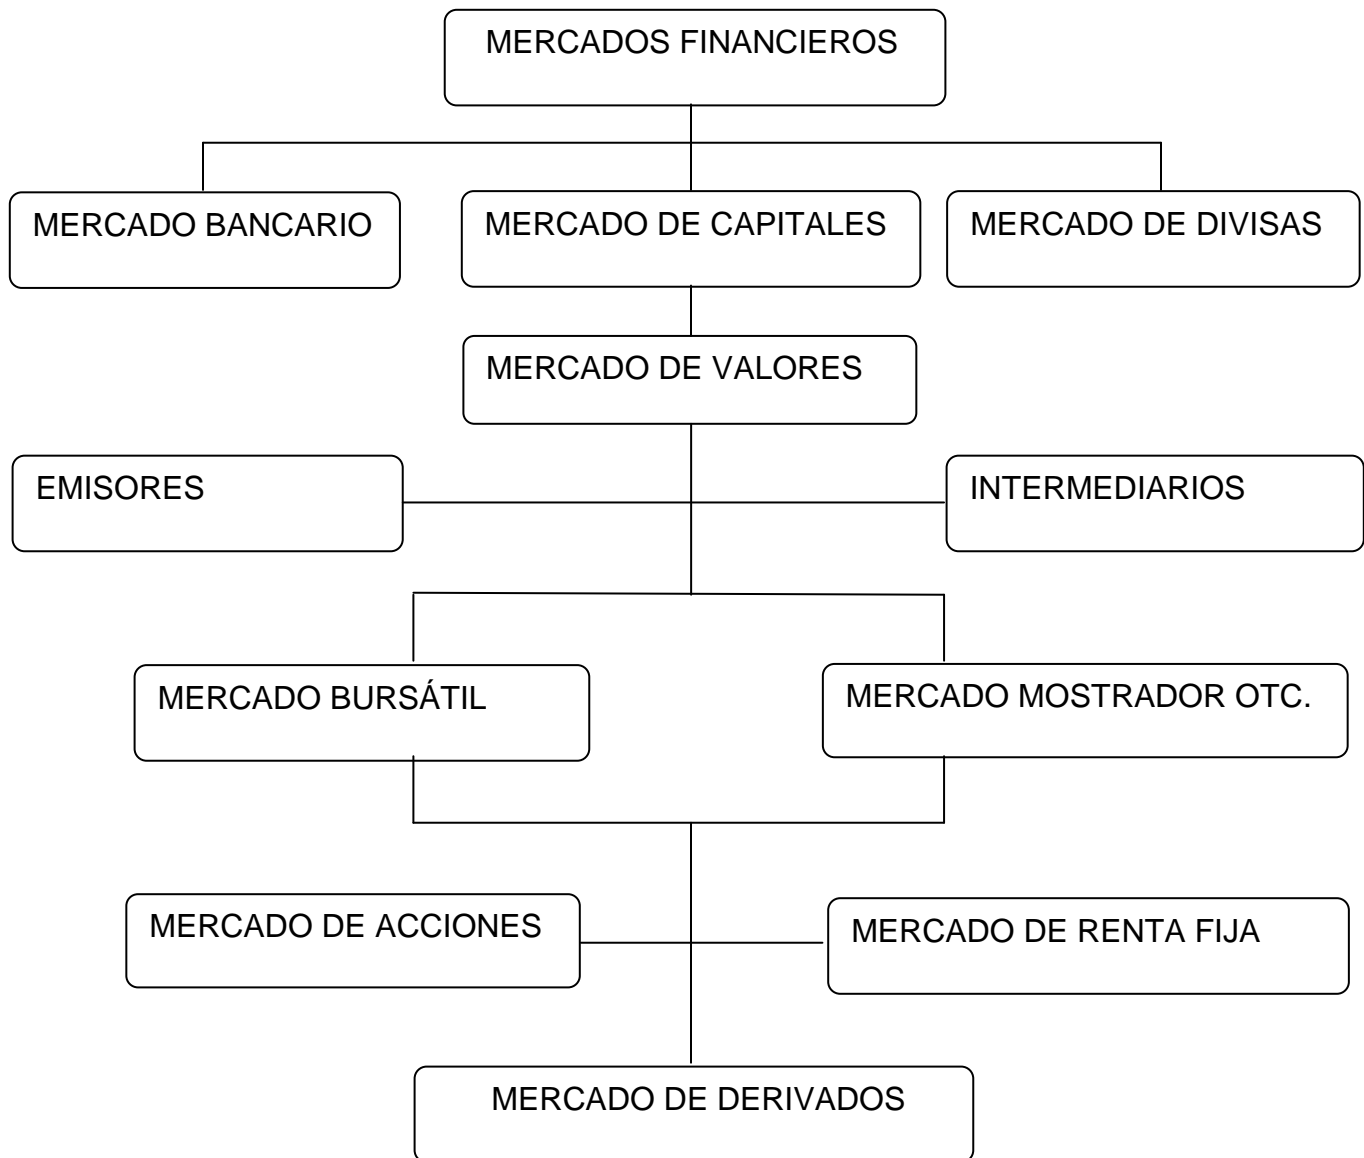 MERCADOS FINANCIEROS
MERCADO BANCARIO
MERCADO DE CAPITALES
MERCADO DE DIVISAS
MERCADO DE VALORES
EMISORES
INTERMEDIARIOS
MERCADO BURSÁTIL
MERCADO MOSTRADOR OTC.
MERCADO DE ACCIONES
MERCADO DE RENTA FIJA
MERCADO DE DERIVADOS